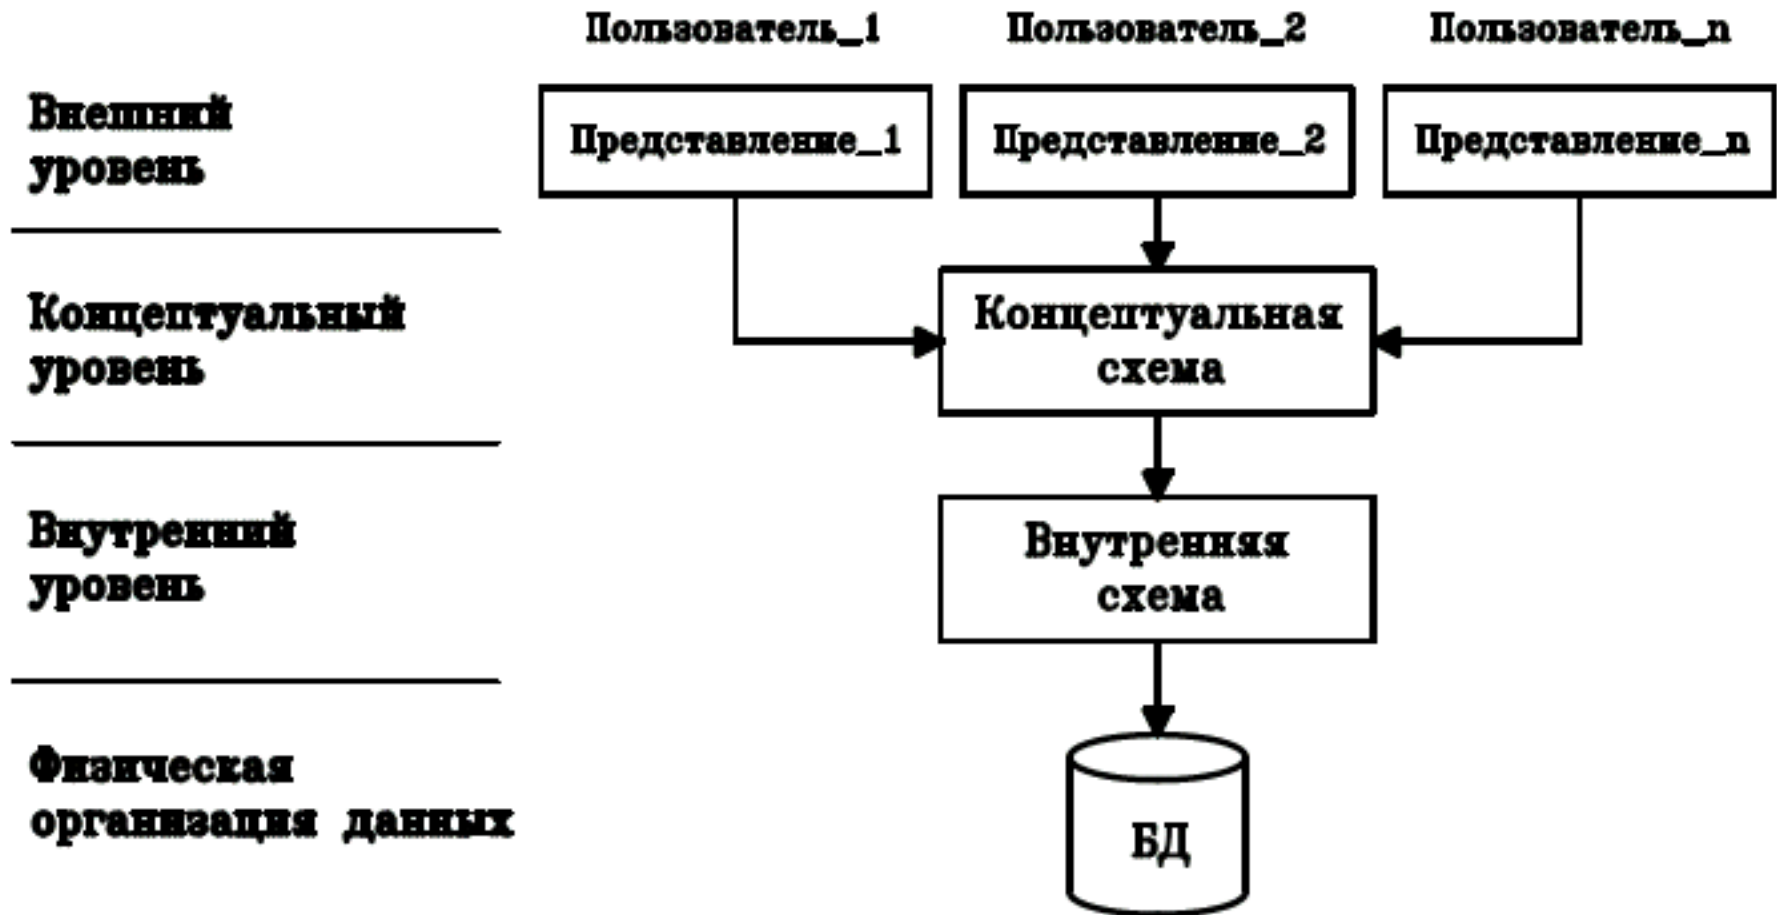 Пользователь_1 Пользователь_2 Пользователь_n
Внешний
уровень
Представление_1 Представление_2 Представление_n
Концептуальный
уровень
Концептуальная
схема
Внутренний
уровень
Внутренняя
схема
Физическая
организация данных
БД